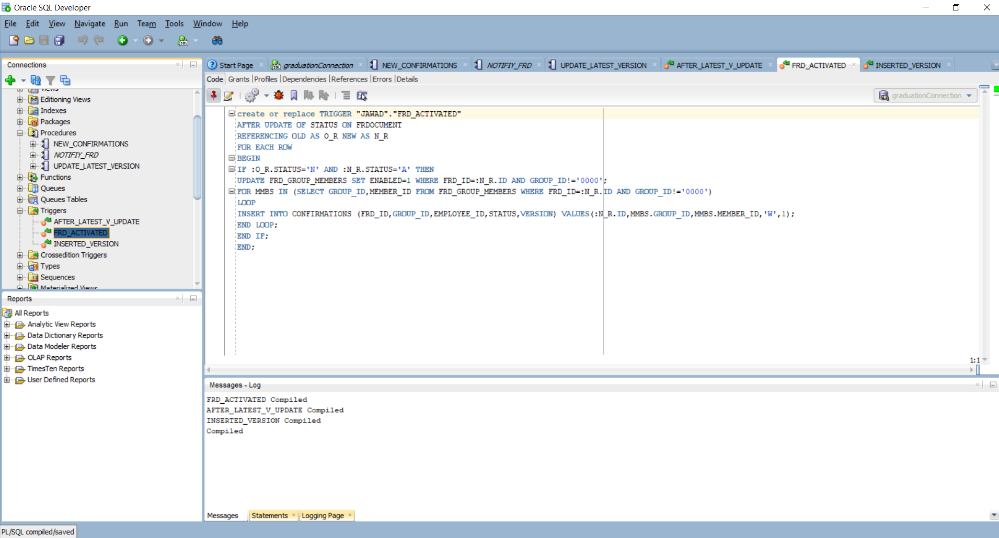 Oracle SQL Developer
File Edit View Navigate Run Team Tools Window Help
Connections
Views
Editioning Views
Indexes
Packages
Procedures
NEW_CONFIRMATIONS
NOTIFIY_FRD
UPDATE_LATEST_VERSION
Functions
Queues
Queues Tables
Triggers
AFTER_LATEST_V_UPDATE
FRD_ACTIVATED
INSERTED_VERSION
Crossedition Triggers
Types
Sequences
Materialized Views
Reports
All Reports
Analytic View Reports
Data Dictionary Reports
Data Modeler Reports
OLAP Reports
TimesTen Reports
User Defined Reports
Start Page graduationConnection NEW_CONFIRMATIONS NOTIFIY_FRD UPDATE_LATEST_VERSION AFTER_LATEST_V_UPDATE FRD_ACTIVATED INSERTED_VERSION
Code Grants Profiles Dependencies References Errors Details
graduationConnection
create or replace TRIGGER "JAWAD"."FRD_ACTIVATED"
AFTER UPDATE OF STATUS ON FRDOCUMENT
REFERENCING OLD AS O_R NEW AS N_R
FOR EACH ROW
BEGIN
IF :O_R.STATUS='N' AND :N_R.STATUS='A' THEN
UPDATE FRD_GROUP_MEMBERS SET ENABLED=1 WHERE FRD_ID=:N_R.ID AND GROUP_ID!='0000';
FOR MMBS IN (SELECT GROUP_ID,MEMBER_ID FROM FRD_GROUP_MEMBERS WHERE FRD_ID=:N_R.ID AND GROUP_ID!='0000')
LOOP
INSERT INTO CONFIRMATIONS (FRD_ID,GROUP_ID,EMPLOYEE_ID,STATUS,VERSION) VALUES(:N_R.ID,MMBS.GROUP_ID,MMBS.MEMBER_ID,'W',1);
END LOOP;
END IF;
END;
1:1
Messages - Log
FRD_ACTIVATED Compiled
AFTER_LATEST_V_UPDATE Compiled
INSERTED_VERSION Compiled
Compiled
Messages Statements Logging Page
PL/SQL compiled/saved